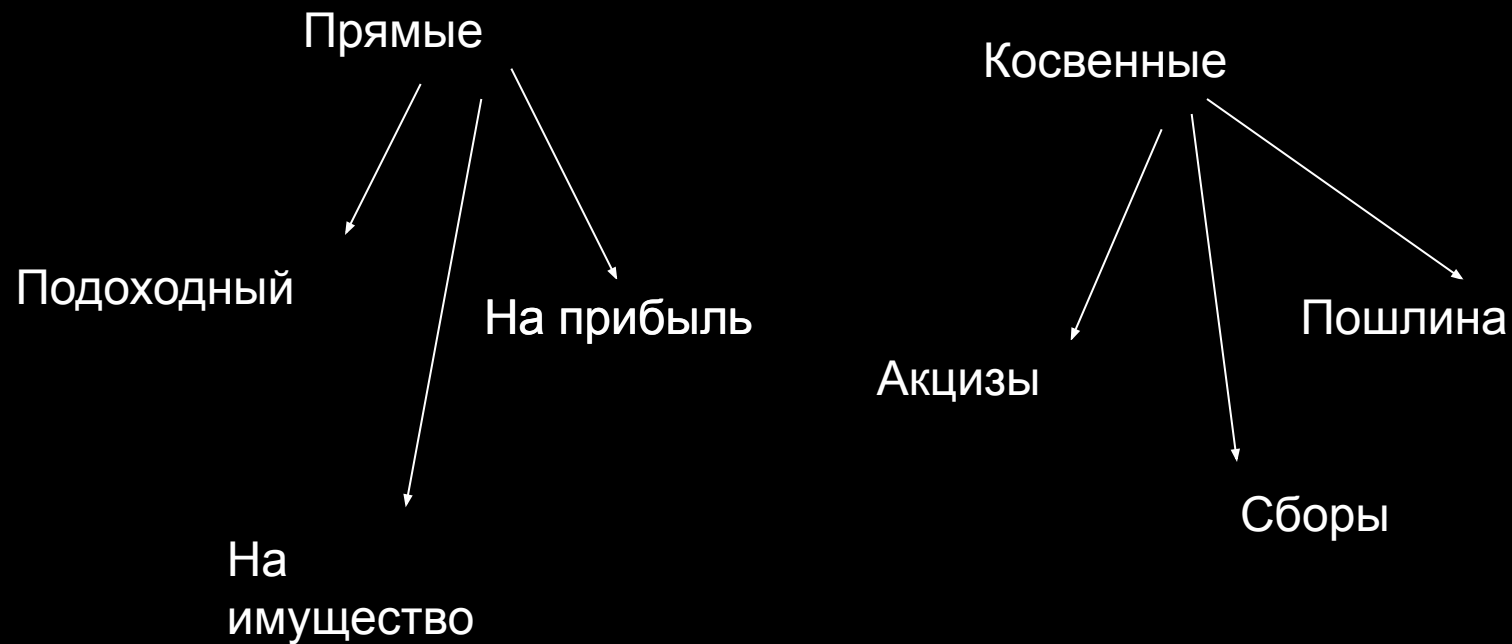 Прямые
Косвенные
Подоходный
На прибыль
Пошлина
Акцизы
Сборы
На
имущество